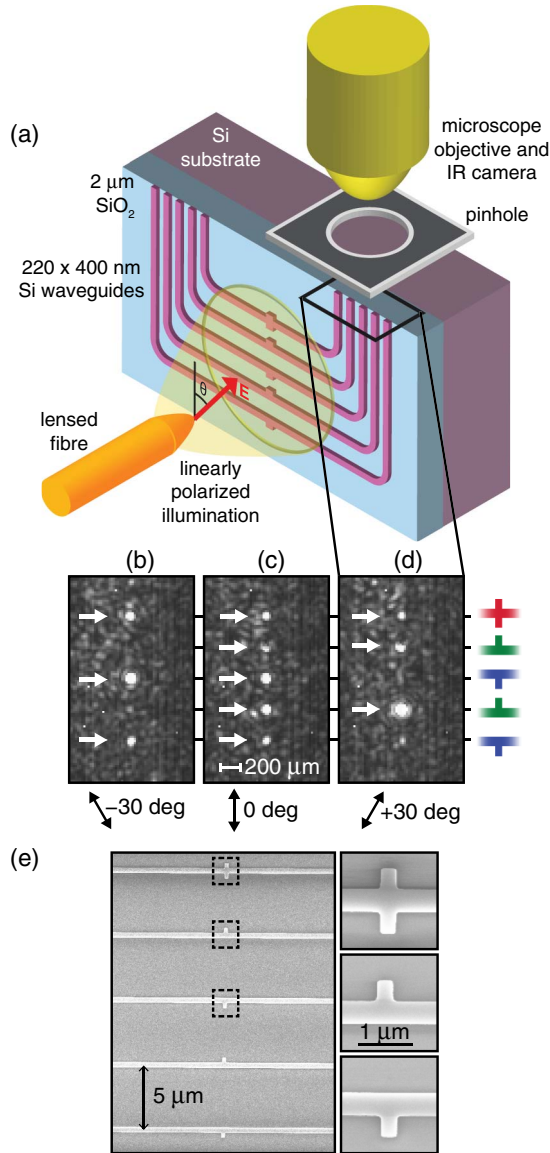 (a)
Si
substrate
2 μm
SiO₂
220 x 400 nm
Si waveguides
microscope
objective and
IR camera
pinhole
θ
E
lensed
fibre
linearly
polarized
illumination
(b)
(c)
(d)
200 μm
−30 deg
0 deg
+30 deg
(e)
5 μm
1 μm